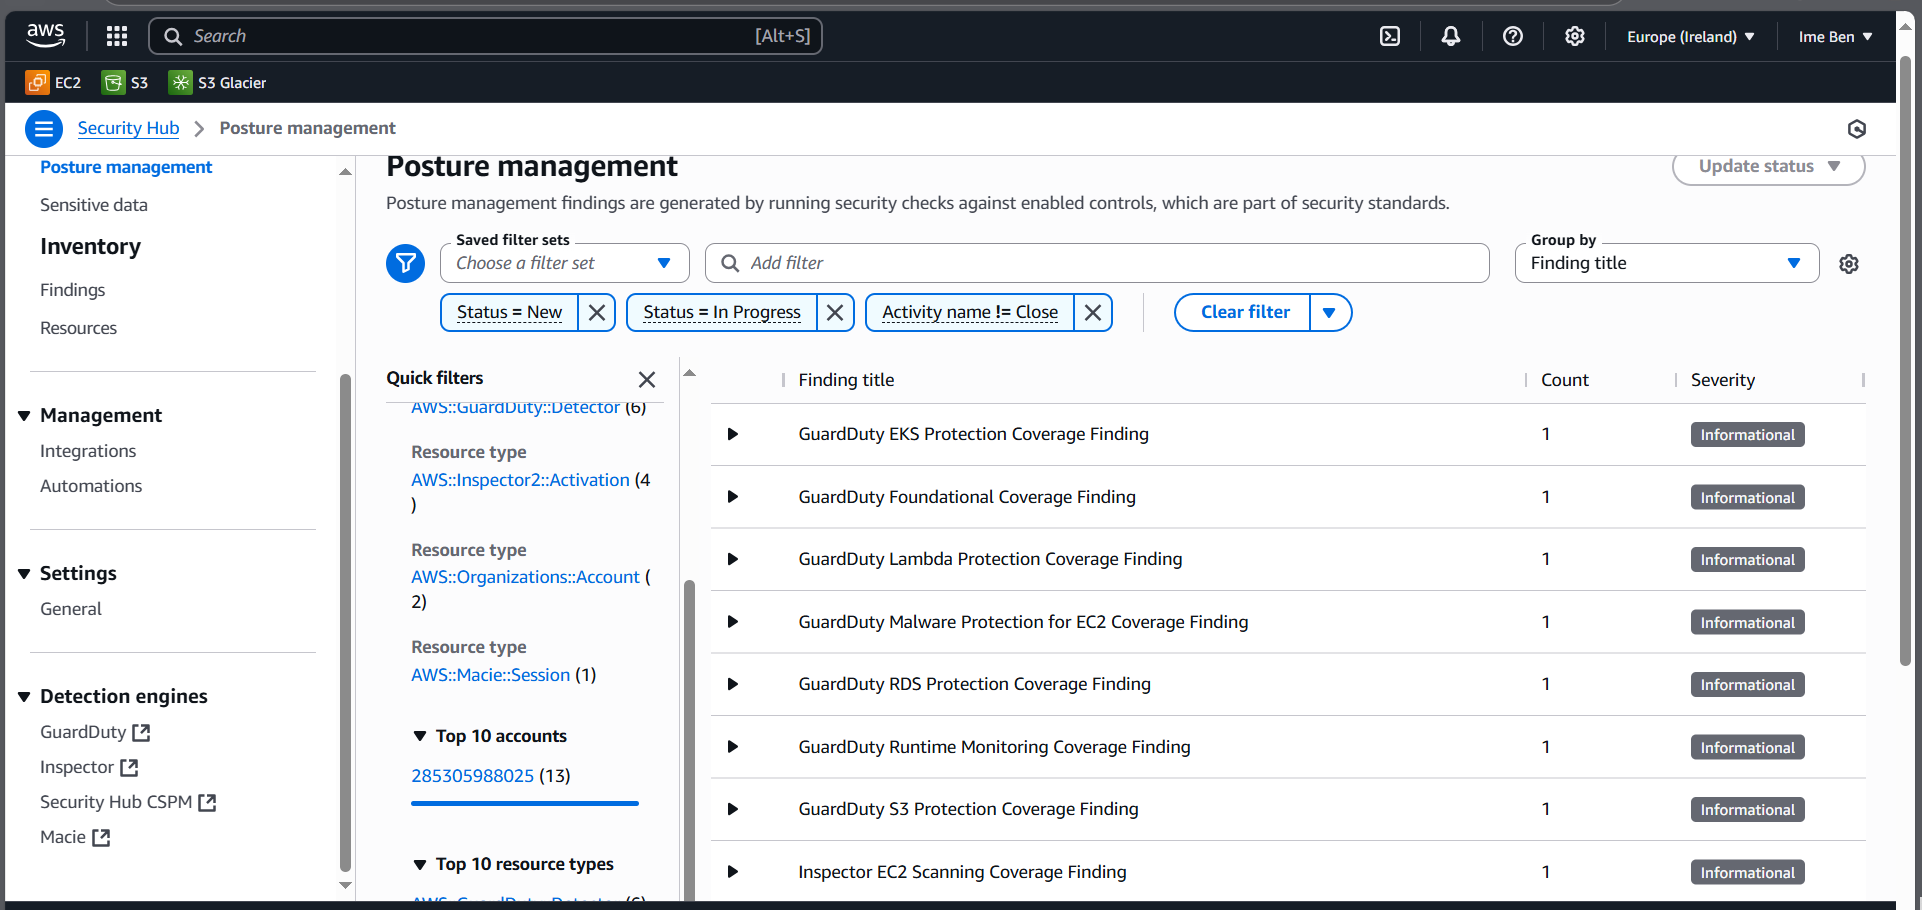 aws
Search
[Alt+S]
Europe (Ireland)
Ime Ben
EC2
S3
S3 Glacier
Security Hub
Posture management
Posture management
Sensitive data
Inventory
Findings
Resources
Management
Integrations
Automations
Settings
General
Detection engines
GuardDuty
Inspector
Security Hub CSPM
Macie
Posture management
Update status
Posture management findings are generated by running security checks against enabled controls, which are part of security standards.
Saved filter sets
Choose a filter set
Add filter
Group by
Finding title
Status = New
Status = In Progress
Activity name != Close
Clear filter
Quick filters
AWS::GuardDuty::Detector (6)
Resource type
AWS::Inspector2::Activation (4
)
Resource type
AWS::Organizations::Account (
2)
Resource type
AWS::Macie::Session (1)
Top 10 accounts
285305988025 (13)
Top 10 resource types
AWS::GuardDuty::Detector (6)
Finding title
Count
Severity
GuardDuty EKS Protection Coverage Finding
1
Informational
GuardDuty Foundational Coverage Finding
1
Informational
GuardDuty Lambda Protection Coverage Finding
1
Informational
GuardDuty Malware Protection for EC2 Coverage Finding
1
Informational
GuardDuty RDS Protection Coverage Finding
1
Informational
GuardDuty Runtime Monitoring Coverage Finding
1
Informational
GuardDuty S3 Protection Coverage Finding
1
Informational
Inspector EC2 Scanning Coverage Finding
1
Informational